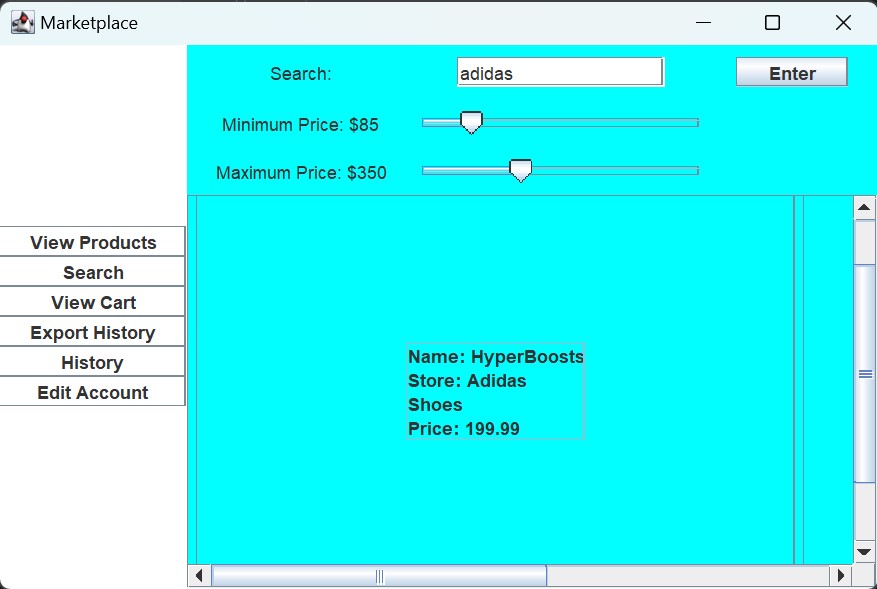 Marketplace
Search:
adidas
Enter
Minimum Price: $85
Maximum Price: $350
View Products
Search
View Cart
Export History
History
Edit Account
Name: HyperBoosts
Store: Adidas
Shoes
Price: 199.99